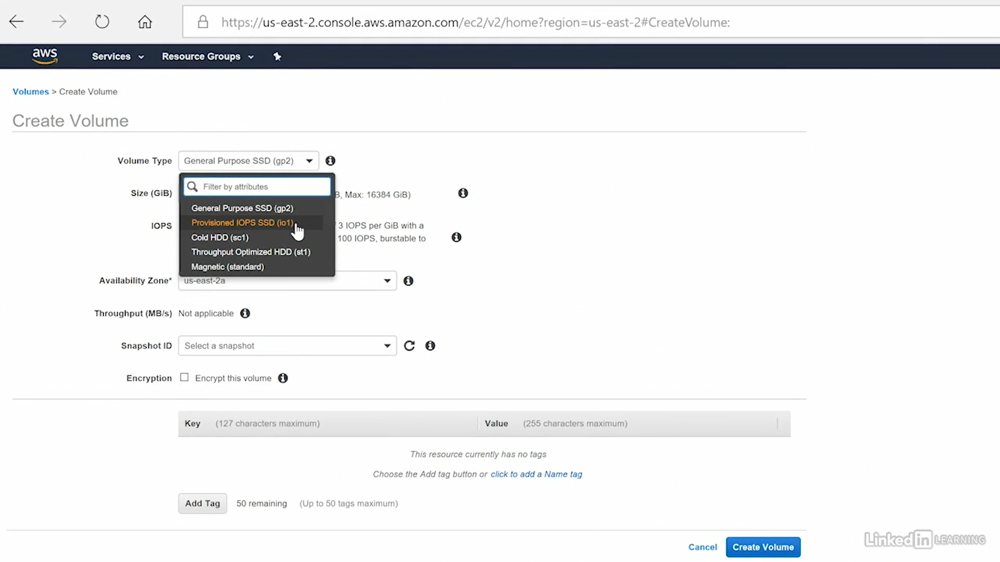 https://us-east-2.console.aws.amazon.com/ec2/v2/home?region=us-east-2#CreateVolume:
aws Services Resource Groups
Volumes > Create Volume
Create Volume
Volume Type General Purpose SSD (gp2)
Filter by attributes
Size (GiB) B, Max: 16384 GiB)
General Purpose SSD (gp2)
Provisioned IOPS SSD (io1)
IOPS 3 IOPS per GiB with a
Cold HDD (sc1) 100 IOPS, burstable to
Throughput Optimized HDD (st1)
Magnetic (standard)
Availability Zone* us-east-2a
Throughput (MB/s) Not applicable
Snapshot ID Select a snapshot
Encryption Encrypt this volume
Key (127 characters maximum) Value (255 characters maximum)
This resource currently has no tags
Choose the Add tag button or click to add a Name tag
Add Tag 50 remaining (Up to 50 tags maximum)
Cancel Create Volume
LinkedIn LEARNING